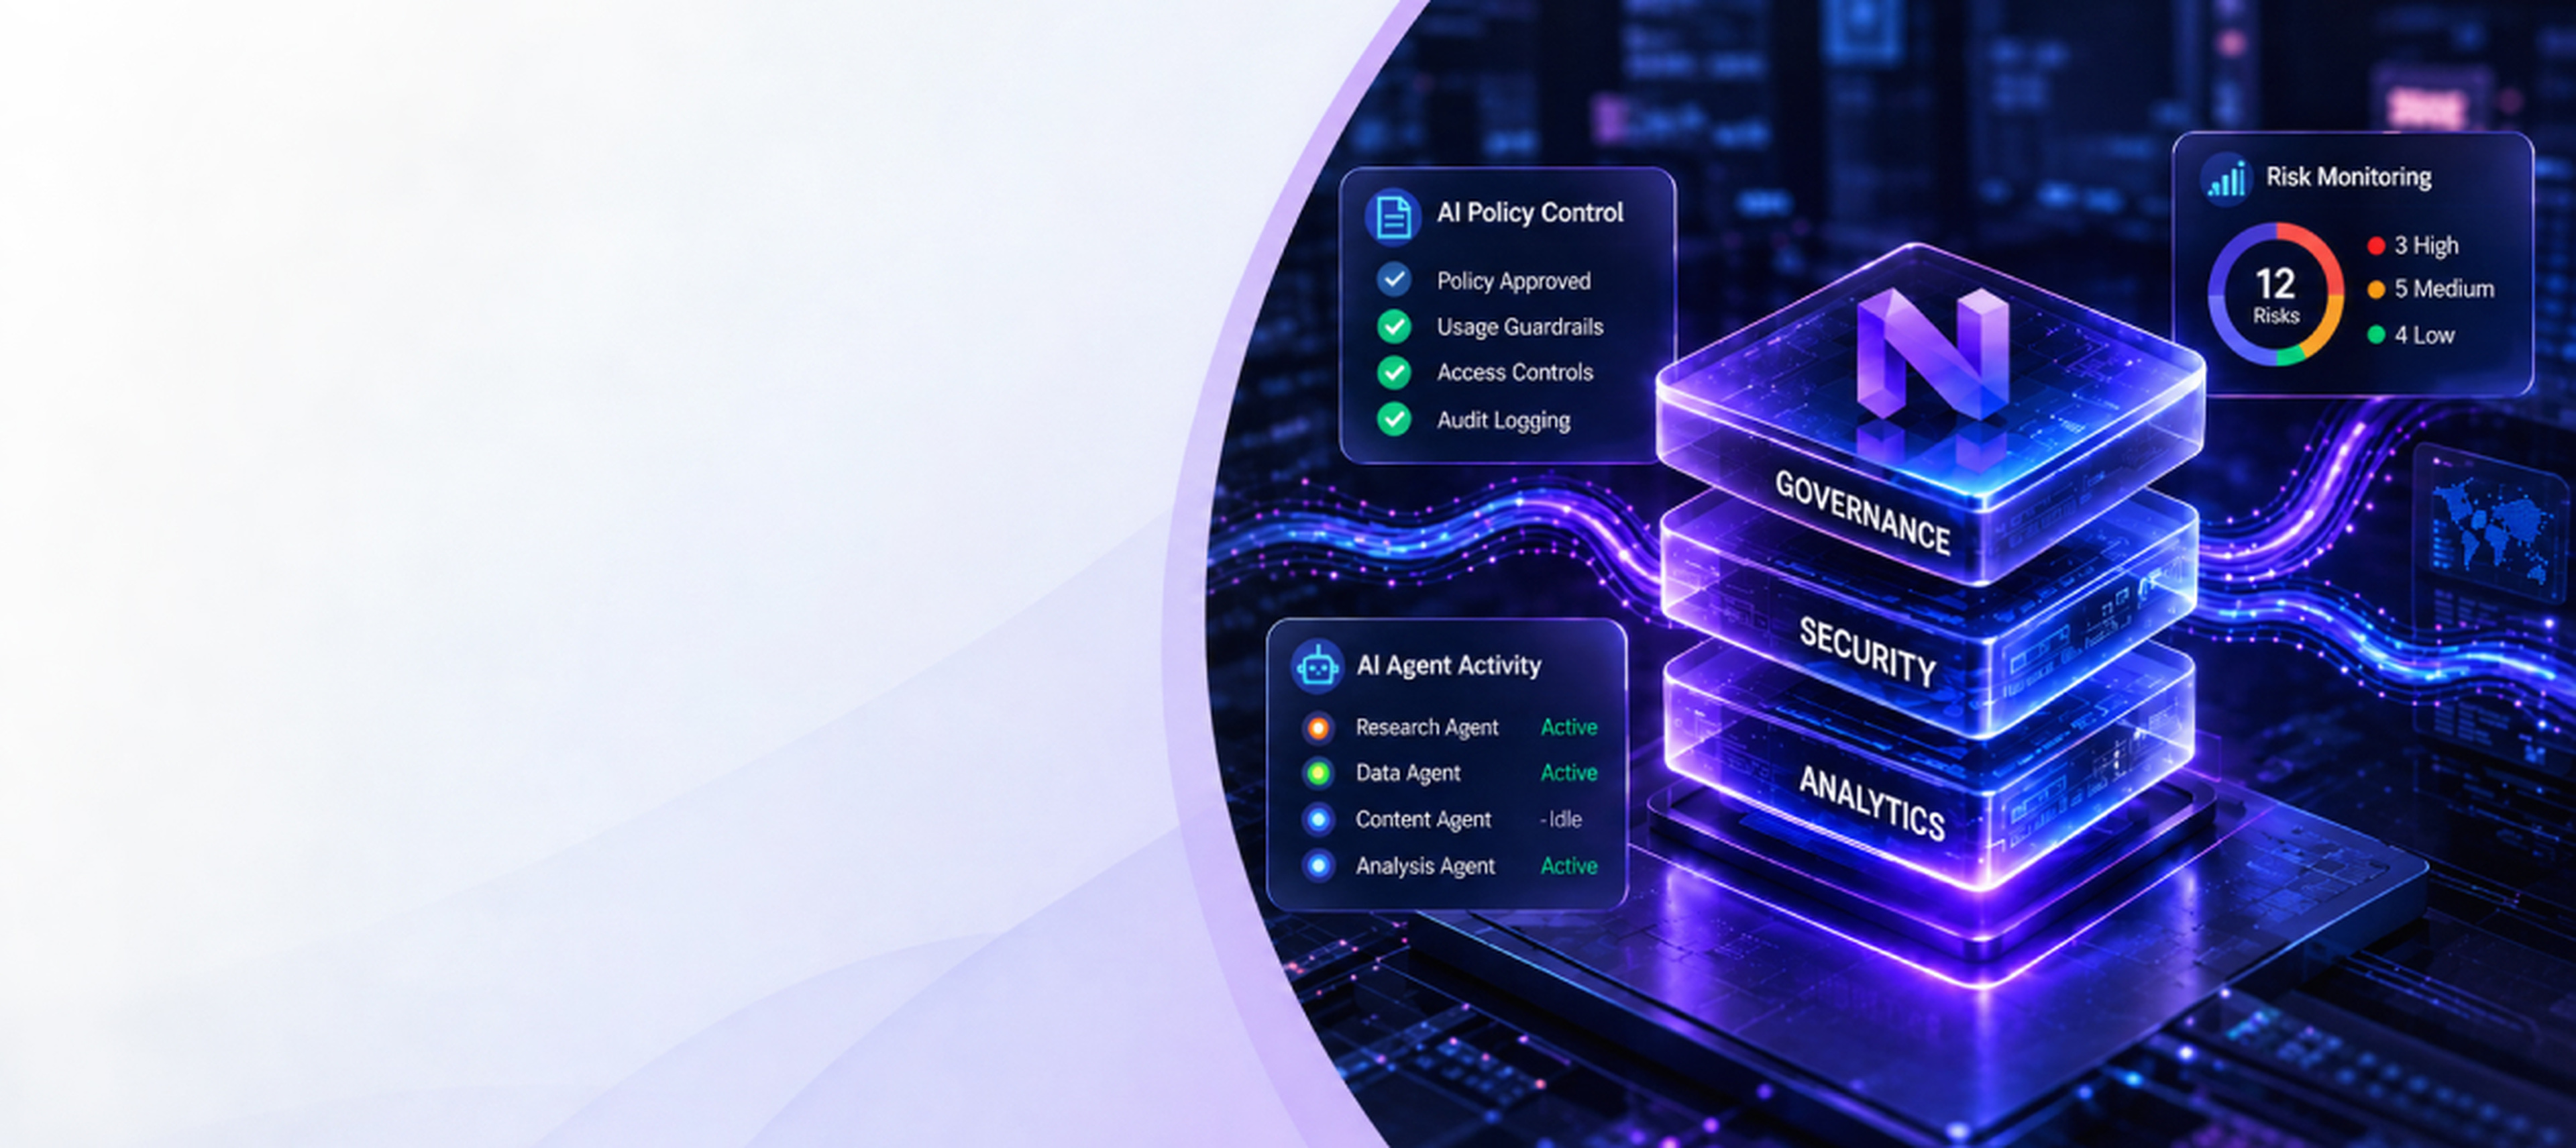 AI Policy Control
Policy Approved
Usage Guardrails
Access Controls
Audit Logging
Risk Monitoring
12
Risks
3 High
5 Medium
4 Low
N
GOVERNANCE
SECURITY
ANALYTICS
AI Agent Activity
Research Agent Active
Data Agent Active
Content Agent -Idle
Analysis Agent Active